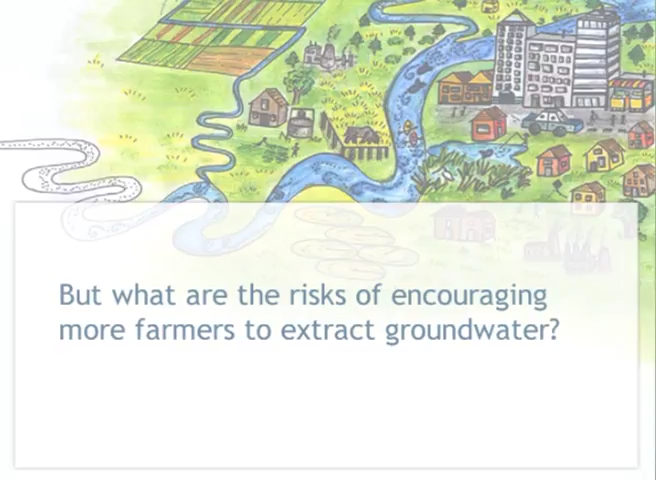 But what are the risks of encouraging
more farmers to extract groundwater?